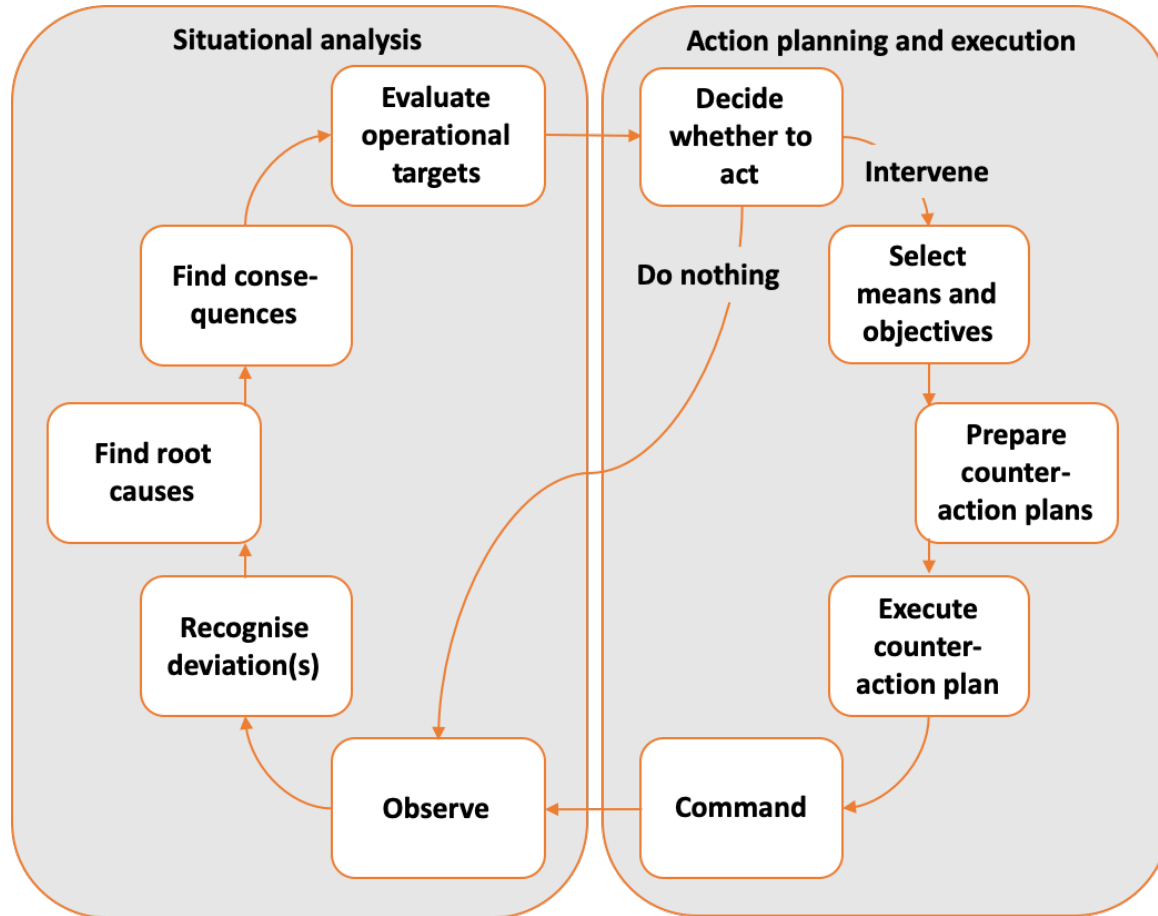 Situational analysis
Evaluate
operational
targets
Find conse-
quences
Find root
causes
Recognise
deviation(s)
Observe
Action planning and execution
Decide
whether to
act
Intervene
Do nothing
Select
means and
objectives
Prepare
counter-
action plans
Execute
counter-
action plan
Command